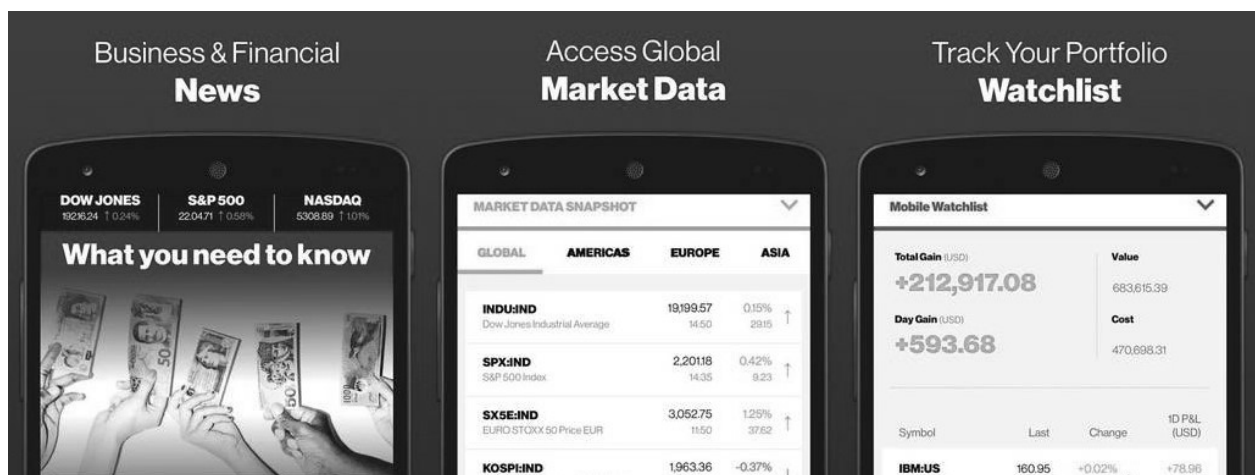 Business & Financial
News
DOW JONES
19216.24 ↑ 0.24%
S&P 500
22.04.71 ↑ 0.58%
NASDAQ
5308.89 ↑ 1.01%
What you need to know
50
50
1000
Access Global
Market Data
MARKET DATA SNAPSHOT
GLOBAL AMERICAS EUROPE ASIA
INDU:IND 19,199.57 0.15% ↑
Dow Jones Industrial Average 14:50 29.15
SPX:IND 2,201.18 0.42% ↑
S&P 500 Index 14:35 9.23
SX5E:IND 3,052.75 1.25% ↑
EURO STOXX 50 Price EUR 11:50 37.62
KOSPI:IND 1,963.36 -0.37%
Track Your Portfolio
Watchlist
Mobile Watchlist
Total Gain (USD) Value
+212,917.08 683,615.39
Day Gain (USD) Cost
+593.68 470,698.31
Symbol Last Change 1D P&L
(USD)
IBM:US 160.95 +0.02% +78.96